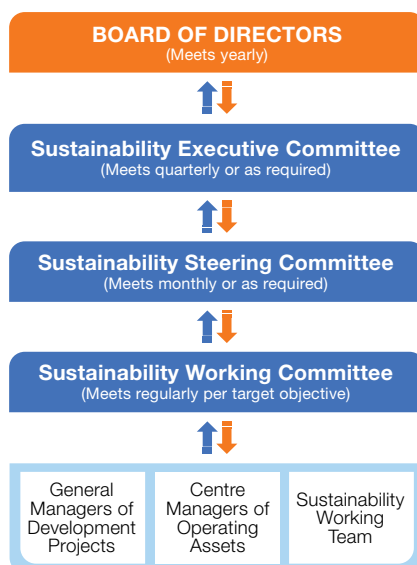 BOARD OF DIRECTORS
(Meets yearly)
Sustainability Executive Committee
(Meets quarterly or as required)
Sustainability Steering Committee
(Meets monthly or as required)
Sustainability Working Committee
(Meets regularly per target objective)
General
Managers of
Development
Projects
Centre
Managers of
Operating
Assets
Sustainability
Working
Team